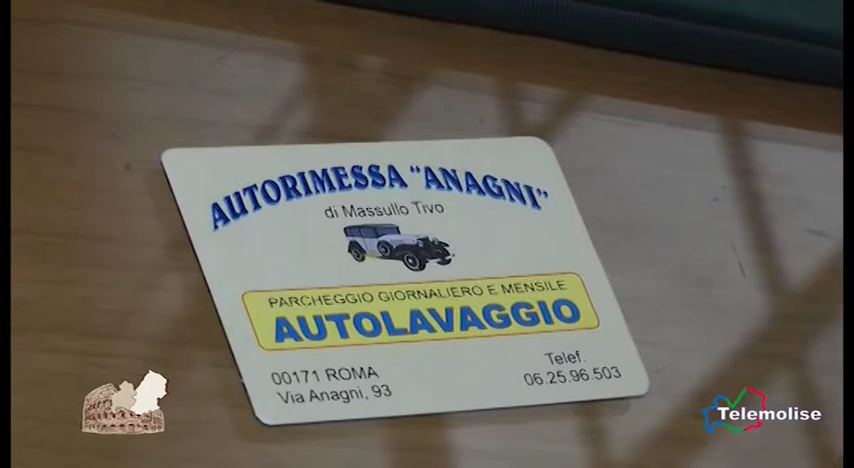 AUTORIMESSA "ANAGNI"
di Massullo Tivo
PARCHEGGIO GIORNALIERO E MENSILE
AUTOLAVAGGIO
00171 ROMA
Via Anagni, 93
Telef.
06.25.96.503
Telemolise